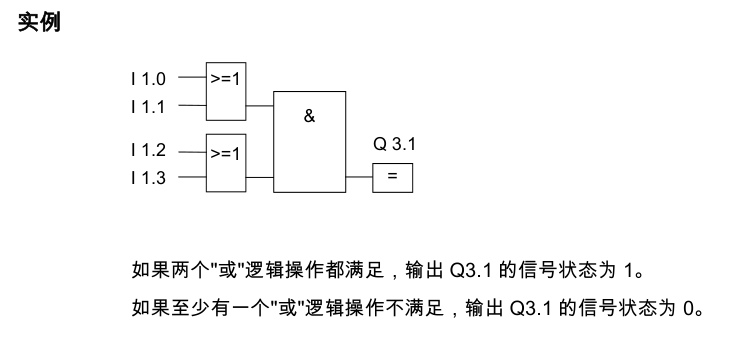 实例
I 1.0
>=1
I 1.1
&
I 1.2
>=1
Q 3.1
I 1.3
=
如果两个"或"逻辑操作都满足，输出 Q3.1 的信号状态为 1。
如果至少有一个"或"逻辑操作不满足，输出 Q3.1 的信号状态为 0。